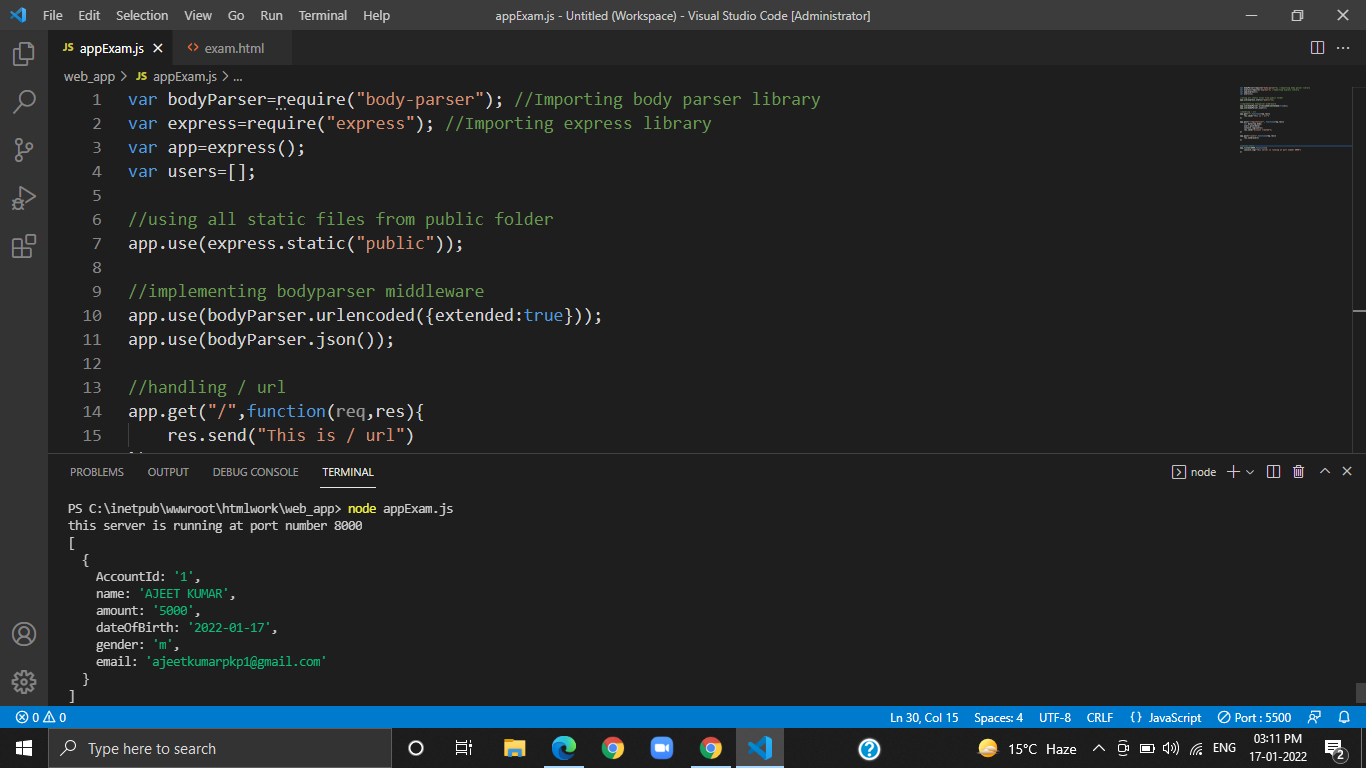 File Edit Selection View Go Run Terminal Help appExam.js - Untitled (Workspace) - Visual Studio Code [Administrator]
JS appExam.js exam.html
web_app > JS appExam.js > ...
1 var bodyParser=require("body-parser"); //Importing body parser library
2 var express=require("express"); //Importing express library
3 var app=express();
4 var users=[];
5
6 //using all static files from public folder
7 app.use(express.static("public"));
8
9 //implementing bodyparser middleware
10 app.use(bodyParser.urlencoded({extended:true}));
11 app.use(bodyParser.json());
12
13 //handling / url
14 app.get("/",function(req,res){
15 res.send("This is / url")
PROBLEMS OUTPUT DEBUG CONSOLE TERMINAL node
PS C:\inetpub\wwwroot\htmlwork\web_app> node appExam.js
this server is running at port number 8000
[
{
AccountId: '1',
name: 'AJEET KUMAR',
amount: '5000',
dateOfBirth: '2022-01-17',
gender: 'm',
email: 'ajeetkumarpkp1@gmail.com'
}
]
0 0 Ln 30, Col 15 Spaces: 4 UTF-8 CRLF {} JavaScript Port : 5500
Type here to search 15°C Haze ENG 03:11 PM
17-01-2022 2